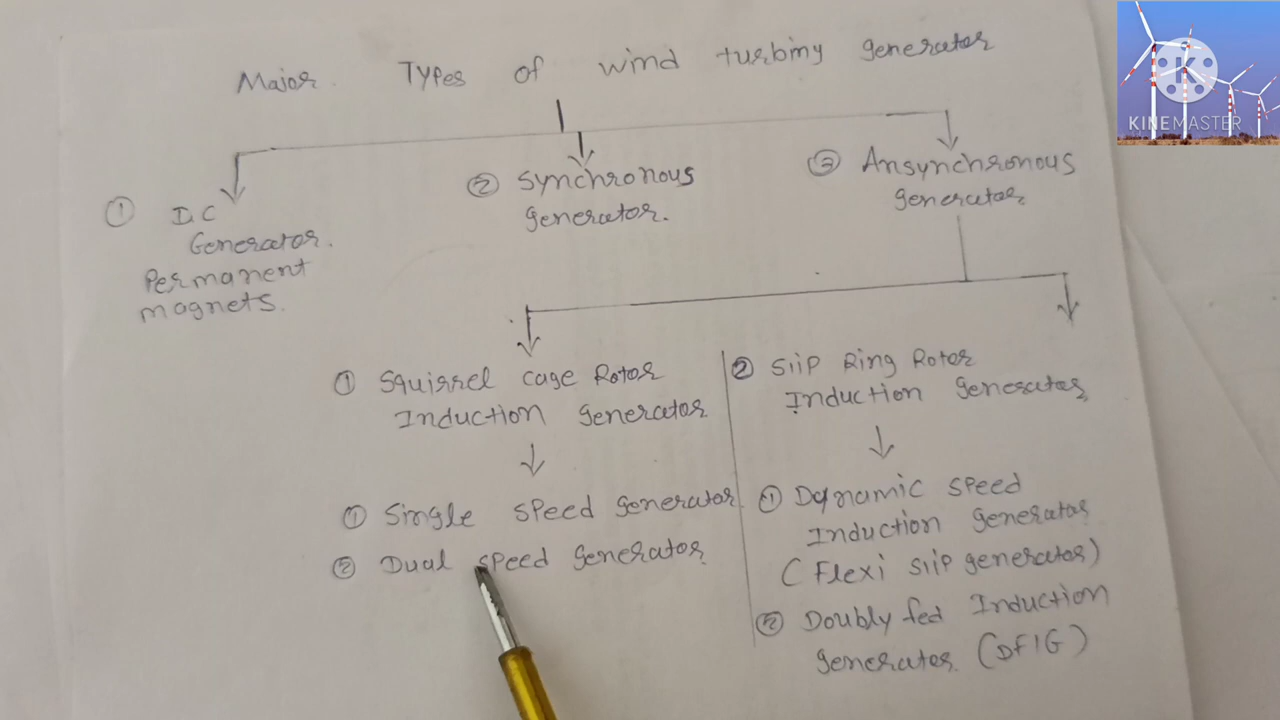 Major Types of wind turbiny generator
① D.C
Generator.
Permanent
magnets.
② Synchronous
generator.
③ Ansynchronous
generator
① Squirrel cage Rotor
Induction generator
① Single speed generator
② Dual speed generator
② Slip Ring Rotor
Induction generator
① Dynamic speed
Induction generator
(Flexi slip generator)
② Doubly fed Induction
generator. (DFIG)
K
KINEMASTER